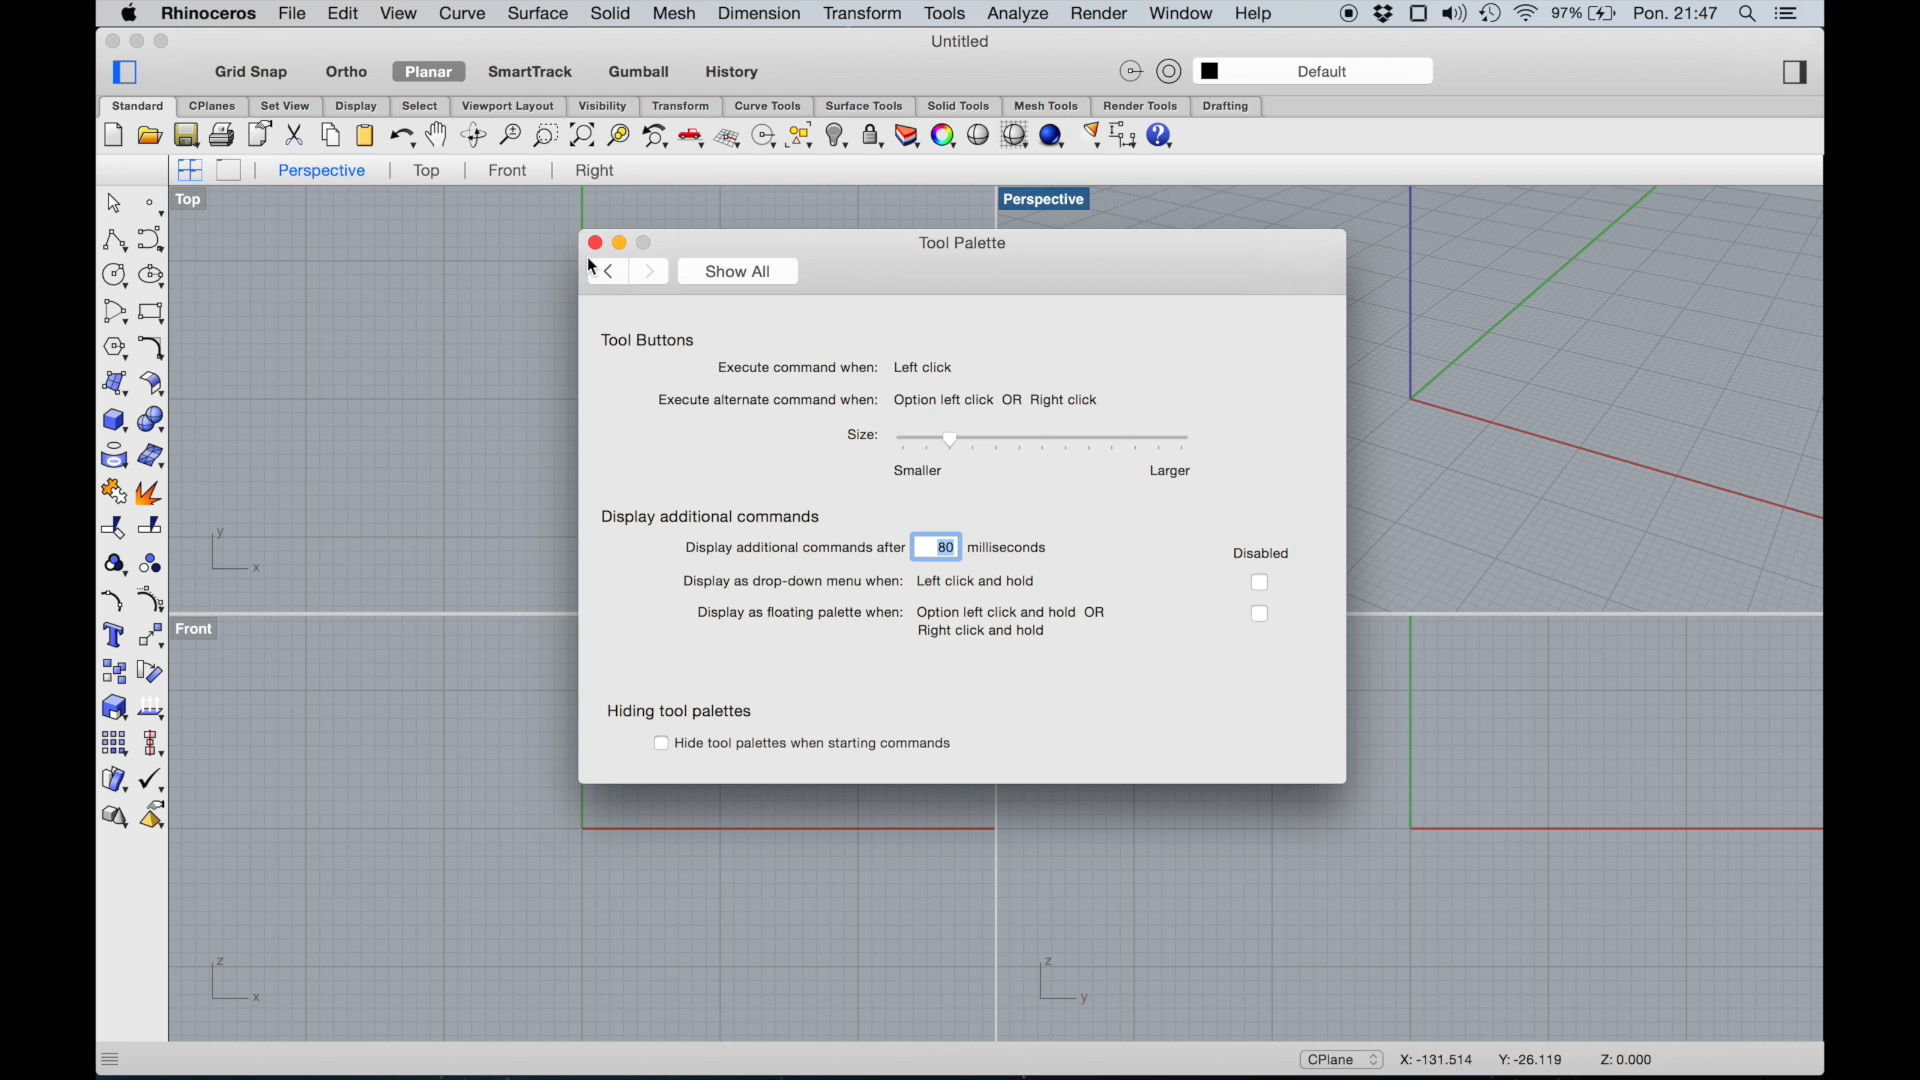 Rhinoceros File Edit View Curve Surface Solid Mesh Dimension Transform Tools Analyze Render Window Help 97% Pon. 21:47
Untitled
Grid Snap Ortho Planar SmartTrack Gumball History Default
Standard CPlanes Set View Display Select Viewport Layout Visibility Transform Curve Tools Surface Tools Solid Tools Mesh Tools Render Tools Drafting
Perspective Top Front Right
Top
Perspective
Tool Palette
Show All
Tool Buttons
Execute command when: Left click
Execute alternate command when: Option left click OR Right click
Size:
Smaller Larger
Display additional commands
Display additional commands after 80 milliseconds
Disabled
Display as drop-down menu when: Left click and hold
Display as floating palette when: Option left click and hold OR
Right click and hold
Hiding tool palettes
Hide tool palettes when starting commands
y
x
Front
z
x
z
y
CPlane X: -131.514 Y: -26.119 Z: 0.000